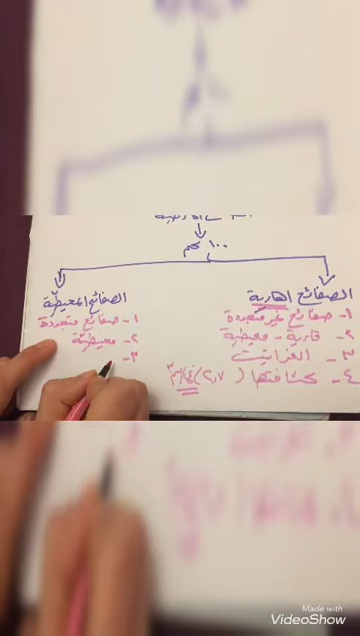 ١٠٠ كم
الصفائح القارية
١- صفائح غير متجددة
٢- قارية - محيطية
٣- الغرانيت
٤- كثافتها (٢,٧) غ/سم٣
الصفائح المحيطية
١- صفائح متجددة
٢- محيطية
٣-
Made with
VideoShow